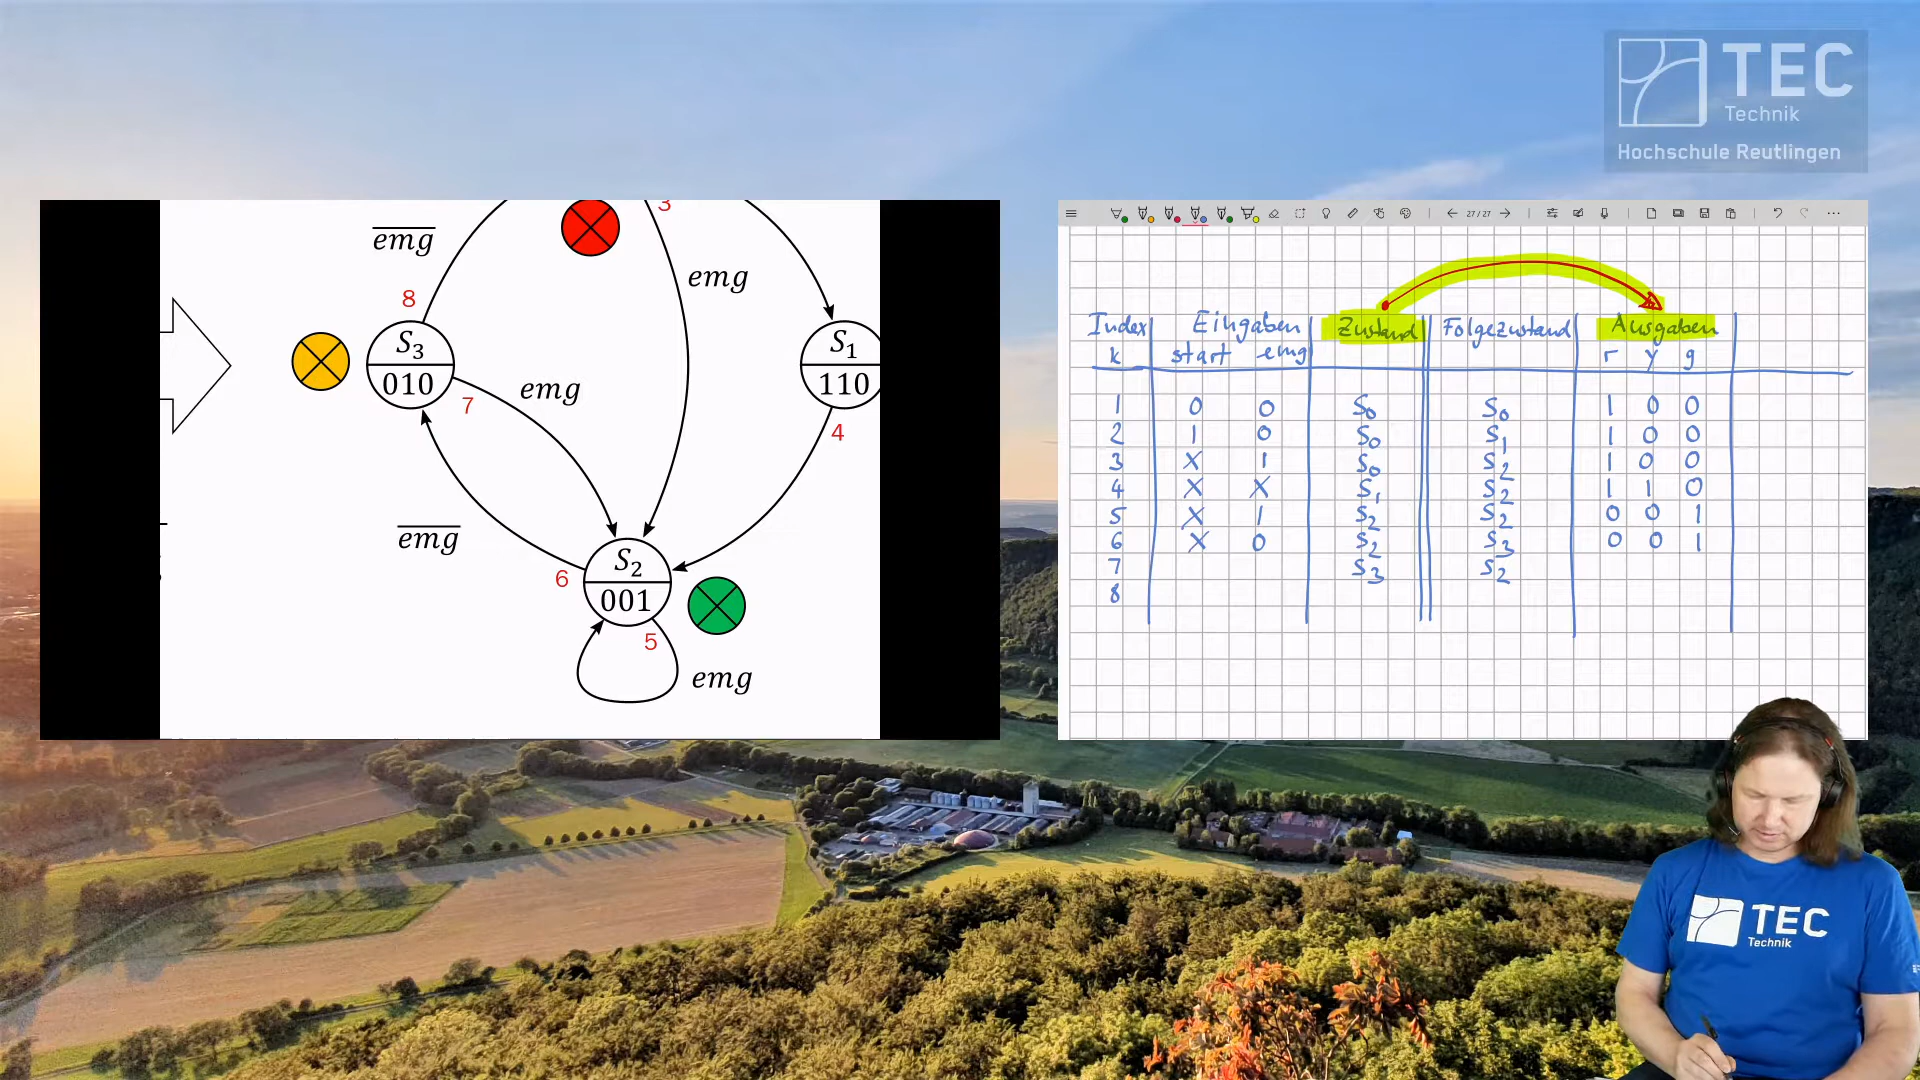 TEC
Technik
Hochschule Reutlingen
3
emg
emg
8
S3
010
S1
110
emg
7
4
emg
S2
001
6
5
emg
27/27
Index Eingaben Zustand Folgezustand Ausgaben
k start emg r y g
1 0 0 S0 S0 1 0 0
2 1 0 S0 S1 1 0 0
3 X 1 S0 S2 1 0 0
4 X X S1 S2 1 1 0
5 X 1 S2 S2 0 0 1
6 X 0 S2 S3 0 0 1
7 S3 S2
8
TEC
Technik